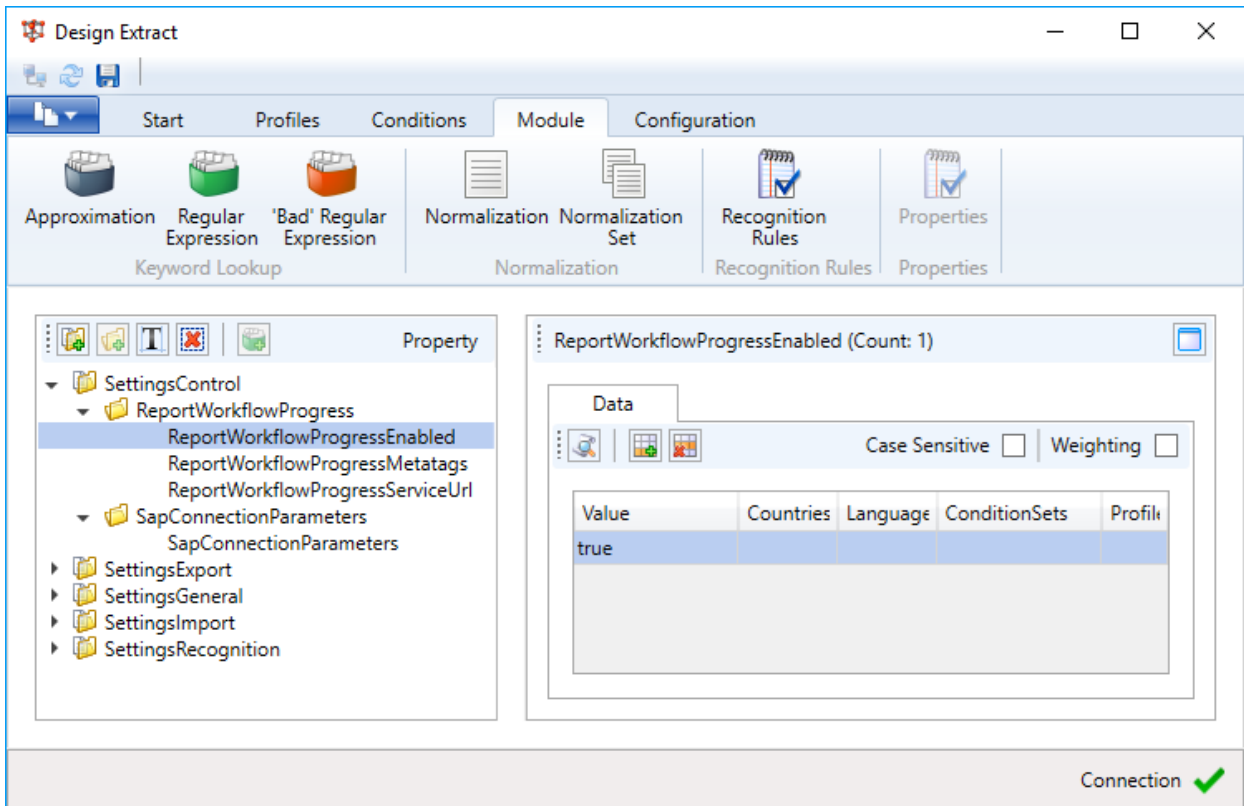 Design Extract
Start Profiles Conditions Module Configuration
Approximation Regular Expression 'Bad' Regular Expression Normalization Normalization Set Recognition Rules Properties
Keyword Lookup Normalization Recognition Rules Properties
Property
SettingsControl
ReportWorkflowProgress
ReportWorkflowProgressEnabled
ReportWorkflowProgressMetatags
ReportWorkflowProgressServiceUrl
SapConnectionParameters
SapConnectionParameters
SettingsExport
SettingsGeneral
SettingsImport
SettingsRecognition
ReportWorkflowProgressEnabled (Count: 1)
Data
Case Sensitive Weighting
Value Countries Language ConditionSets Profile
true
Connection